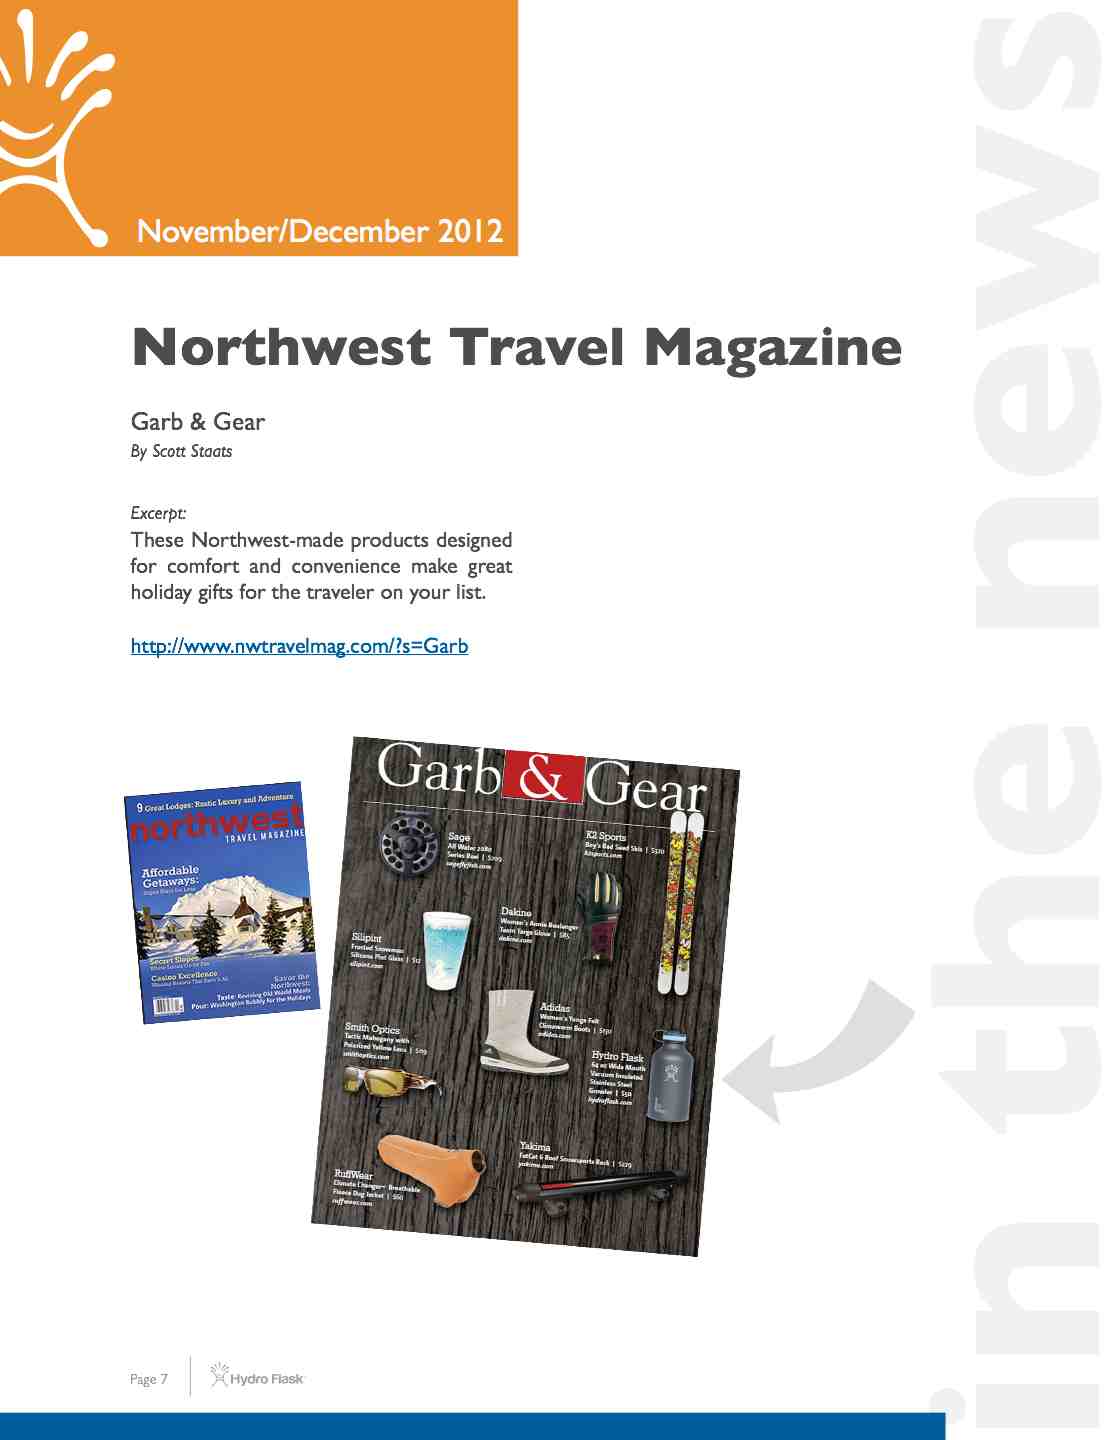 November/December 2012
Northwest Travel Magazine
Garb & Gear
By Scott Staats
Excerpt:
These Northwest-made products designed
for comfort and convenience make great
holiday gifts for the traveler on your list.
http://www.nwtravelmag.com/?s=Garb
9 Great Lodges: Rustic Luxury and Adventure
northwest
TRAVEL MAGAZINE
Affordable
Getaways:
Secret Slopes
Casino Excellence
Savor the
Northwest:
Taste: Reviving Old World Meats
Pour: Washington Bubbly for the Holidays
Garb & Gear
Sage
All Water 2080
Series Reel | $209
sageflyfish.com
K2 Sports
Boy's Bad Seed Skis | $320
k2sports.com
Dakine
Women's Annie Boulanger
Team Targa Glove | $85
dakine.com
Silipint
Frosted Snowman
Silicone Pint Glass | $12
silipint.com
Adidas
Women's Tonga Felt
Climawarm Boots | $130
adidas.com
Smith Optics
Tactic Mahogany with
Polarized Yellow Lens | $119
smithoptics.com
Hydro Flask
64 oz Wide Mouth
Vacuum Insulated
Stainless Steel
Growler | $50
hydroflask.com
Yakima
FatCat 6 Roof Snowsports Rack | $229
yakima.com
RuffWear
Climate Changer™ Breathable
Fleece Dog Jacket | $60
ruffwear.com
in the news
Page 7
Hydro Flask